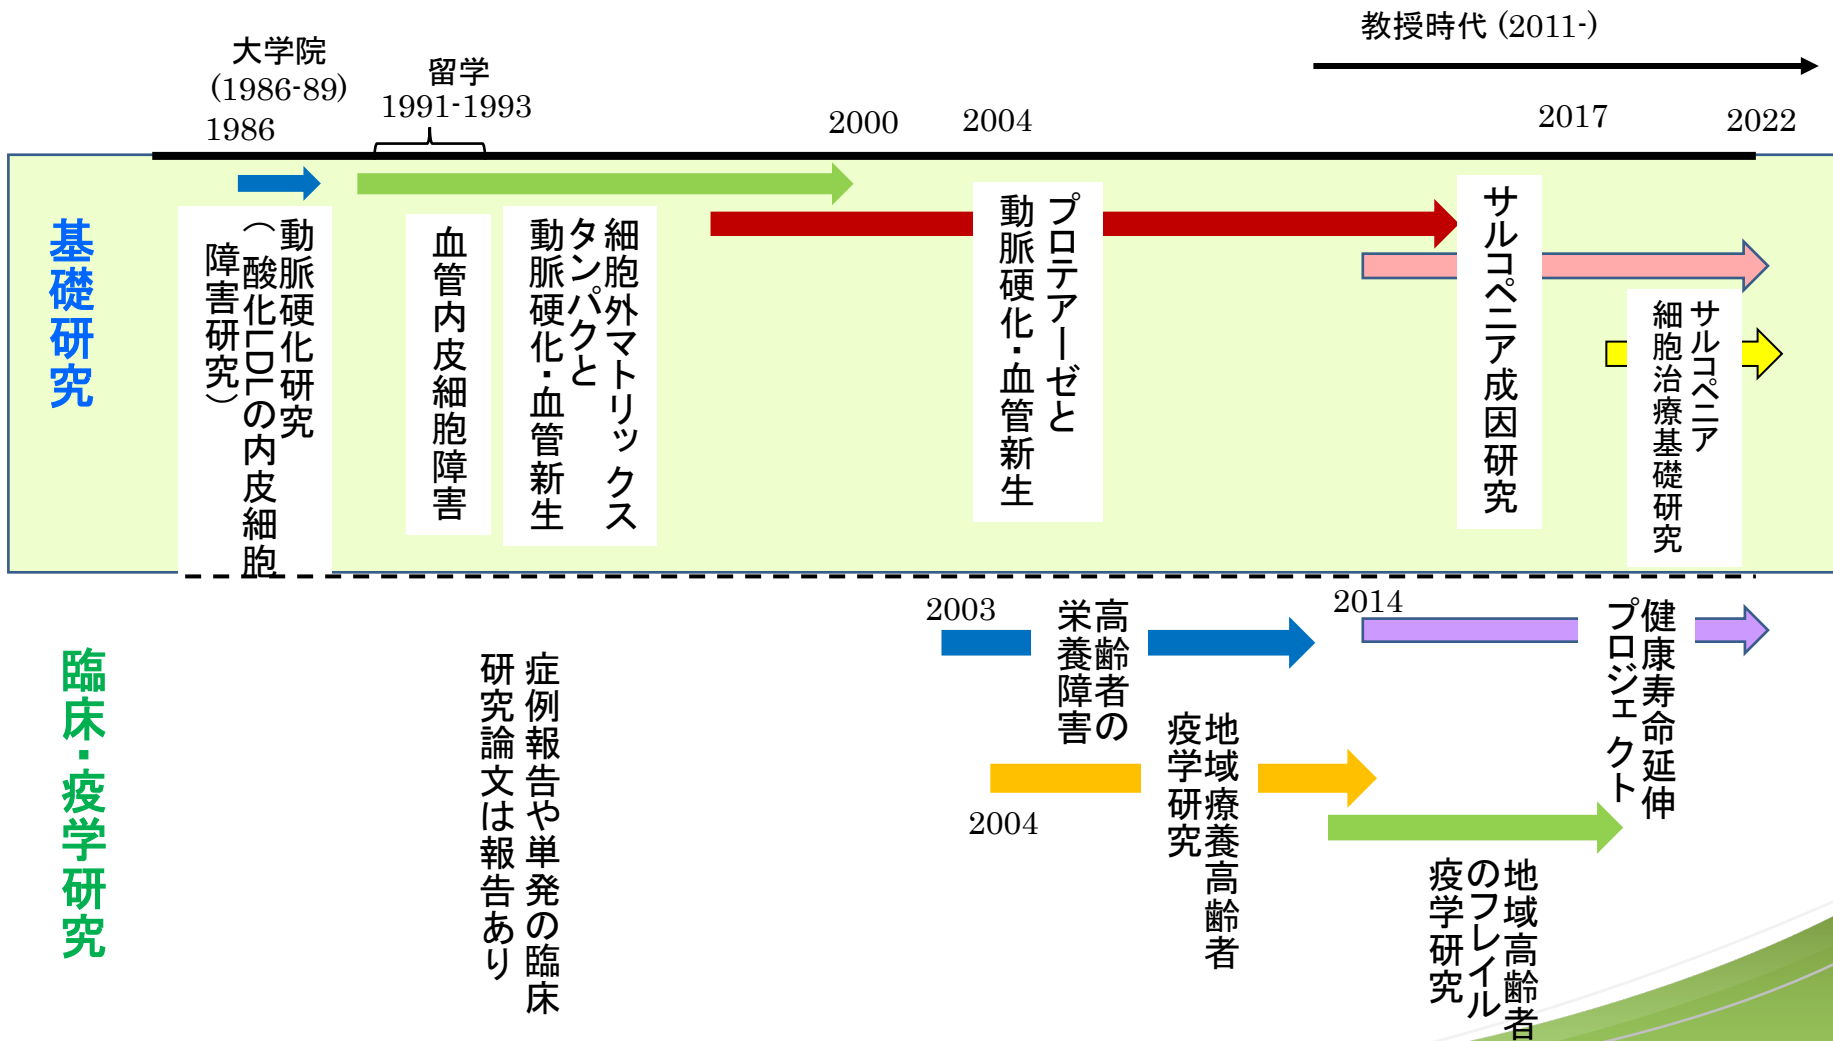 教授時代 (2011-)
大学院
(1986-89)
留学
1991-1993
1986
2000
2004
2017
2022
基礎研究
動脈硬化研究
（酸化LDLの内皮細胞
障害研究）
血管内皮細胞障害
細胞外マトリックス
タンパクと
動脈硬化・血管新生
プロテアーゼと
動脈硬化・血管新生
サルコペニア成因研究
サルコペニア
細胞治療基礎研究
臨床・疫学研究
症例報告や単発の臨床
研究論文は報告あり
2003
高齢者の
栄養障害
2004
地域療養高齢者
疫学研究
2014
健康寿命延伸
プロジェクト
地域高齢者
のフレイル
疫学研究